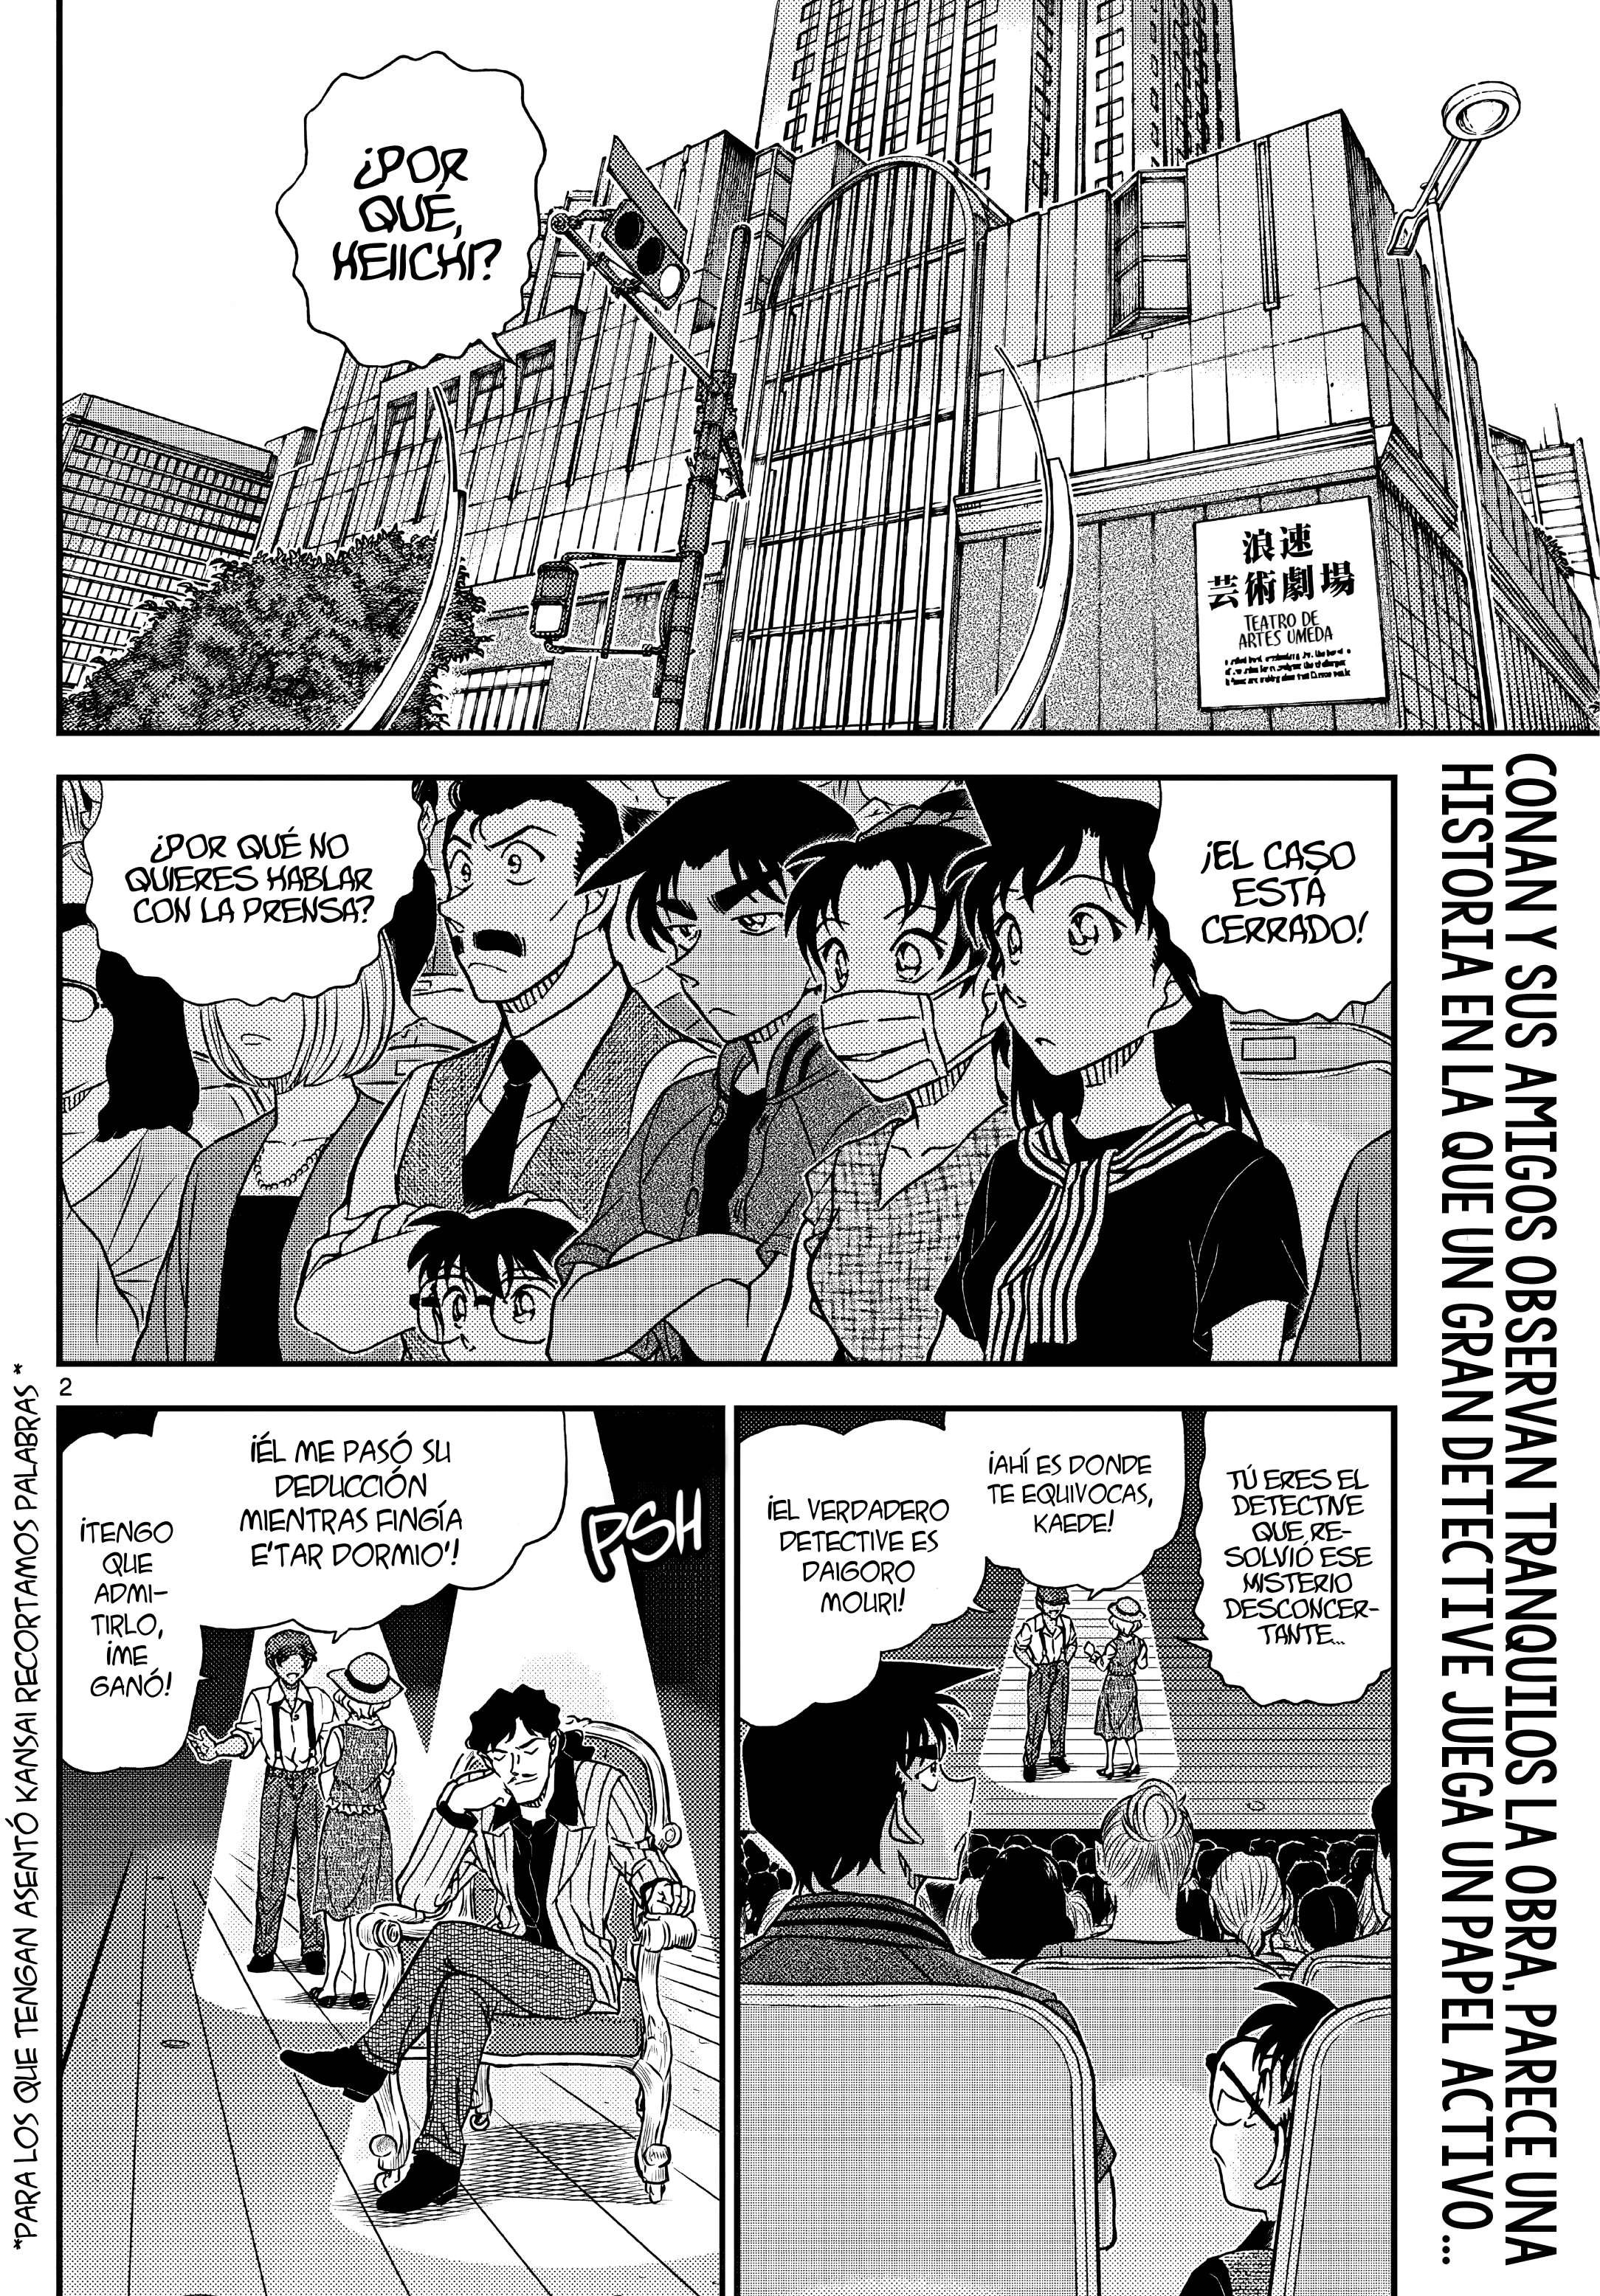 ¿POR
QUÉ,
HEIICHI?
浪速
芸術劇場
TEATRO DE
ARTES UMEDA
CONAN Y SUS AMIGOS OBSERVAN TRANQUILOS LA OBRA, PARECE UNA
HISTORIA EN LA QUE UN GRAN DETECTIVE JUEGA UN PAPEL ACTIVO...
¡EL CASO
ESTÁ
CERRADO!
¿POR QUÉ NO
QUIERES HABLAR
CON LA PRENSA?
2
TÚ ERES EL
DETECTIVE
QUE RE-
SOLVIÓ ESE
MISTERIO
DESCONCER-
TANTE...
¡AHÍ ES DONDE
TE EQUIVOCAS,
KAEDE!
¡EL VERDADERO
DETECTIVE ES
DAIGORO
MOURI!
PSH
¡ÉL ME PASÓ SU
DEDUCCIÓN
MIENTRAS FINGÍA
E'TAR DORMIO'!
¡TENGO
QUE
ADMI-
TIRLO,
¡ME
GANÓ!
*PARA LOS QUE TENGAN ASENTÓ KANSAI RECORTAMOS PALABRAS *